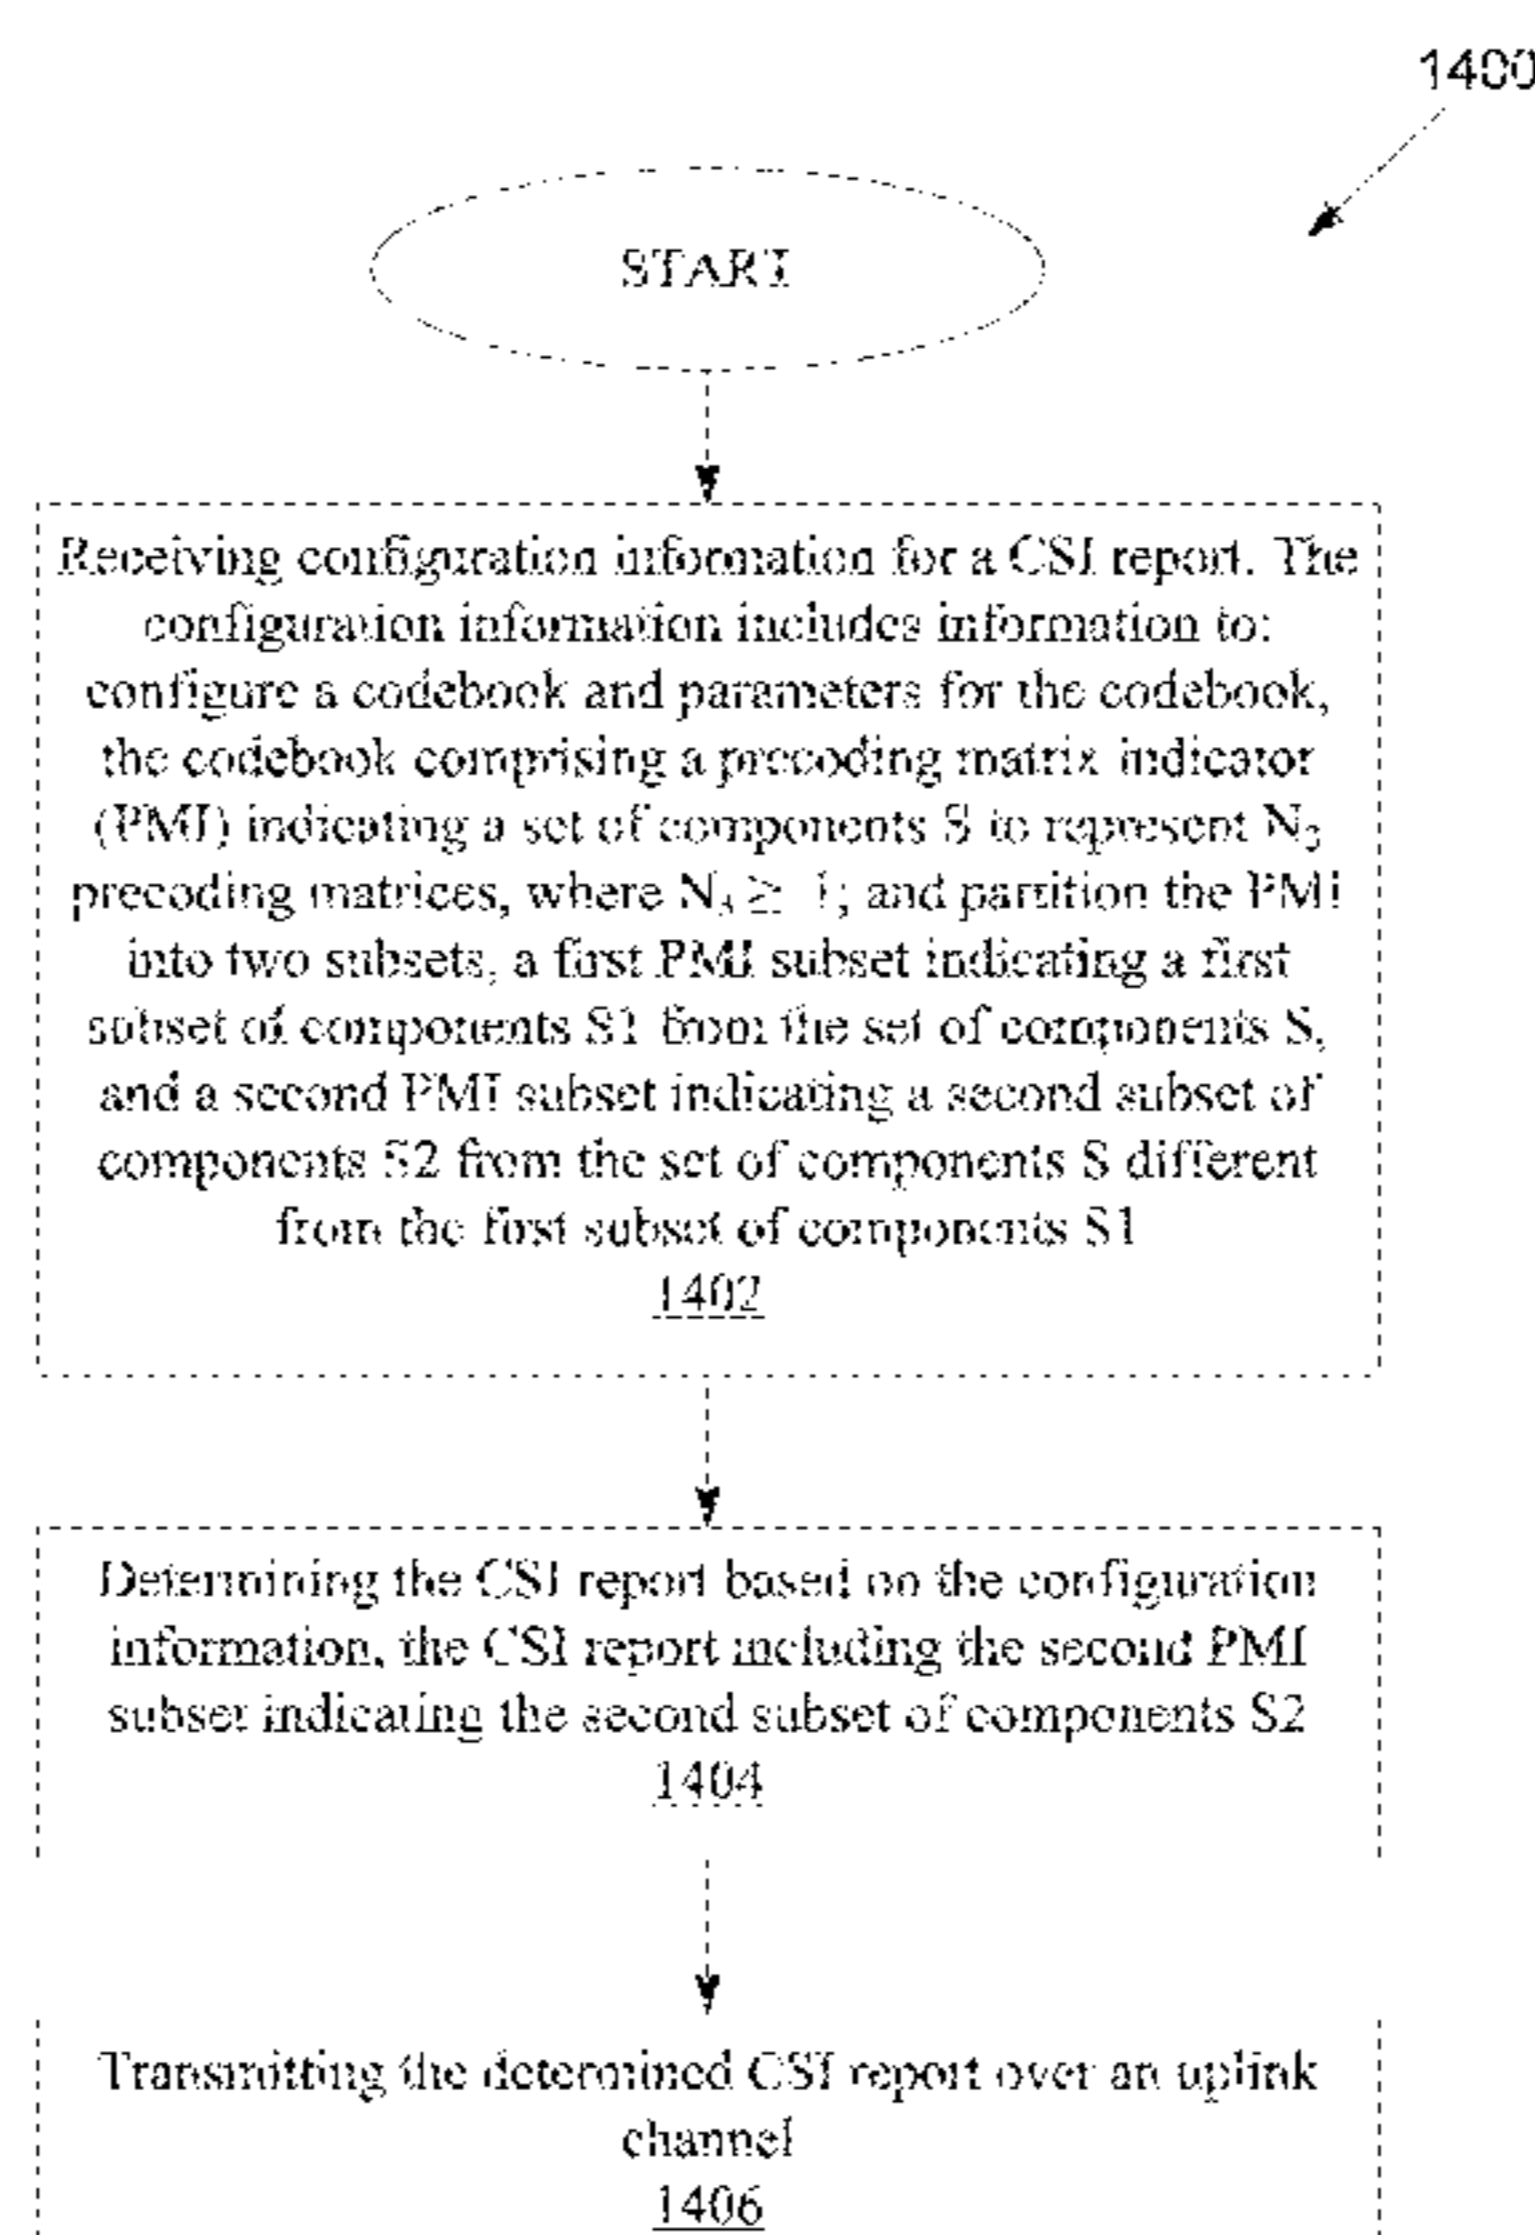 1400
START
Receiving configuration information for a CSI report. The
configuration information includes information to:
configure a codebook and parameters for the codebook,
the codebook comprising a precoding matrix indicator
(PMI) indicating a set of components S to represent N₃
precoding matrices, where N₃ ≥ 1; and partition the PMI
into two subsets, a first PMI subset indicating a first
subset of components S1 from the set of components S,
and a second PMI subset indicating a second subset of
components S2 from the set of components S different
from the first subset of components S1
1402
Determining the CSI report based on the configuration
information, the CSI report including the second PMI
subset indicating the second subset of components S2
1404
Transmitting the determined CSI report over an uplink
channel
1406